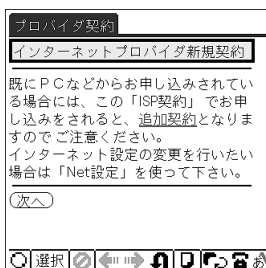 プロバイダ契約
インターネットプロバイダ新規契約
既にＰＣなどからお申し込みされてい
る場合には、この「ISP契約」 でお申
し込みをされると、追加契約となりま
すので ご注意ください。
インターネット設定の変更を行いたい
場合は「Net設定」を使って下さい。
次へ
選択 あ